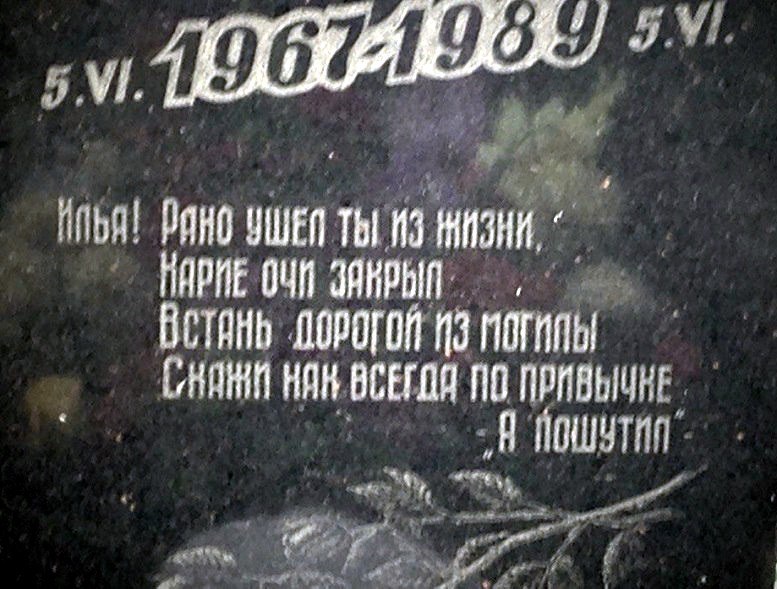 5.VI. 1967-1989 5.VI.
Илья! Рано ушел ты из жизни,
Карие очи закрыл
Встань дорогой из могилы
Скажи как всегда по привычке
„Я пошутил“